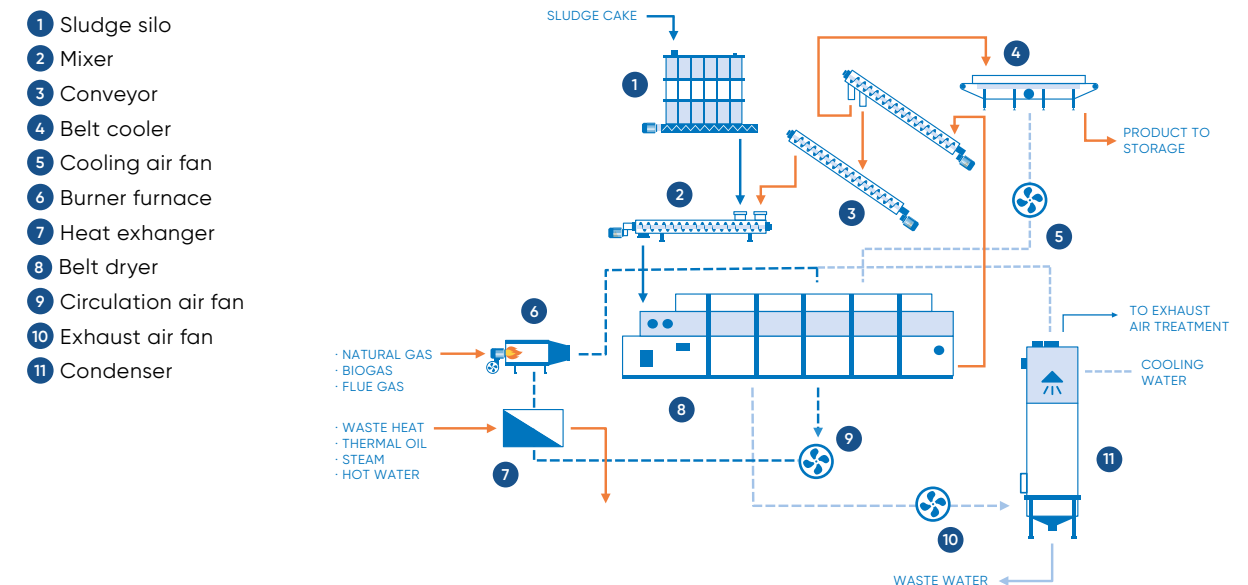 1 Sludge silo
2 Mixer
3 Conveyor
4 Belt cooler
5 Cooling air fan
6 Burner furnace
7 Heat exhanger
8 Belt dryer
9 Circulation air fan
10 Exhaust air fan
11 Condenser
SLUDGE CAKE
1
4
PRODUCT TO
STORAGE
2
3
5
6
TO EXHAUST
AIR TREATMENT
· NATURAL GAS
· BIOGAS
· FLUE GAS
COOLING
WATER
8
· WASTE HEAT
· THERMAL OIL
· STEAM
· HOT WATER
7
9
11
10
WASTE WATER